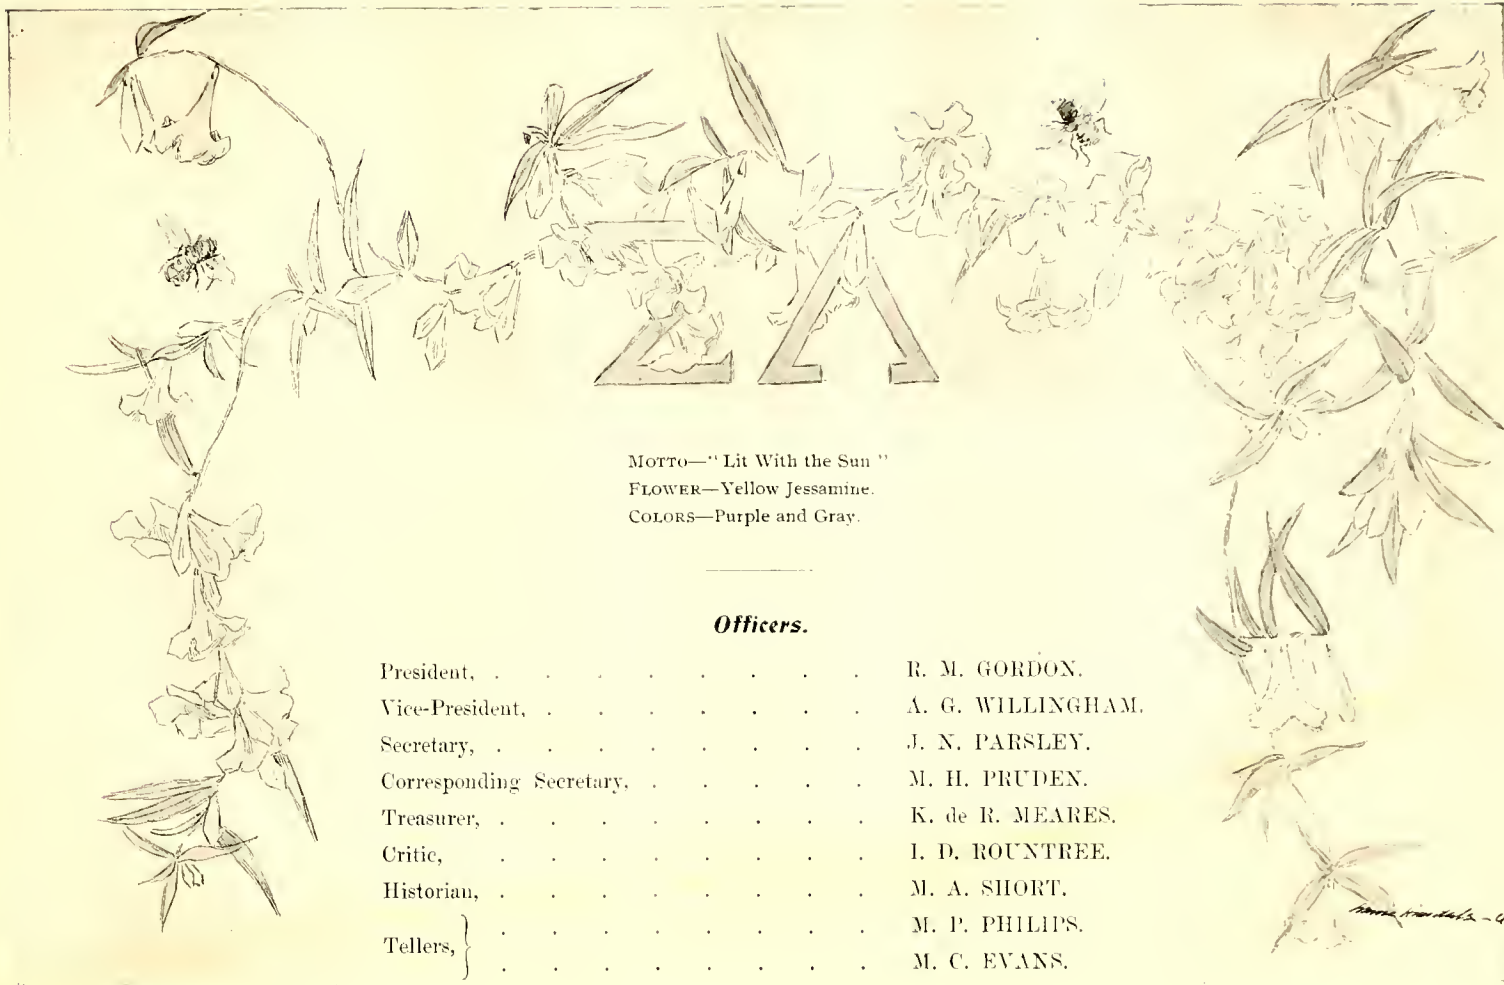 ΣΛ
MOTTO—"Lit With the Sun"
FLOWER—Yellow Jessamine.
COLORS—Purple and Gray.
Officers.
President, . . . . . . . . R. M. GORDON.
Vice-President, . . . . . . . A. G. WILLINGHAM.
Secretary, . . . . . . . . J. N. PARSLEY.
Corresponding Secretary, . . . . . M. H. PRUDEN.
Treasurer, . . . . . . . . K. de R. MEARES.
Critic, . . . . . . . . I. D. ROUNTREE.
Historian, . . . . . . . . M. A. SHORT.
Tellers, } . . . . . . . . M. P. PHILIPS.
. . . . . . . . M. C. EVANS.